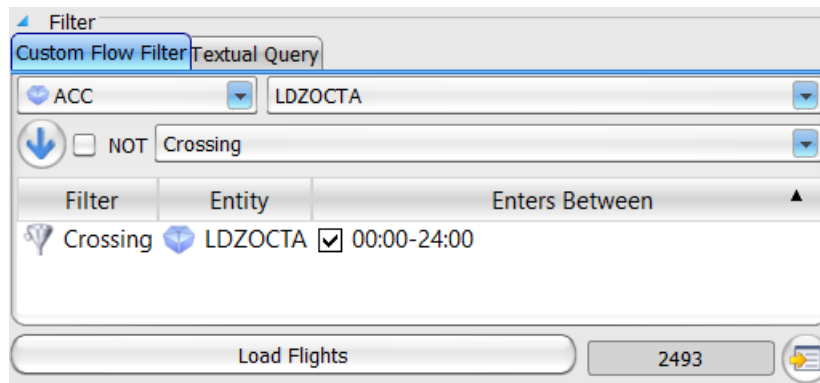 Filter
Custom Flow Filter Textual Query
ACC LDZOCTA
NOT Crossing
Filter Entity Enters Between
Crossing LDZOCTA 00:00-24:00
Load Flights 2493